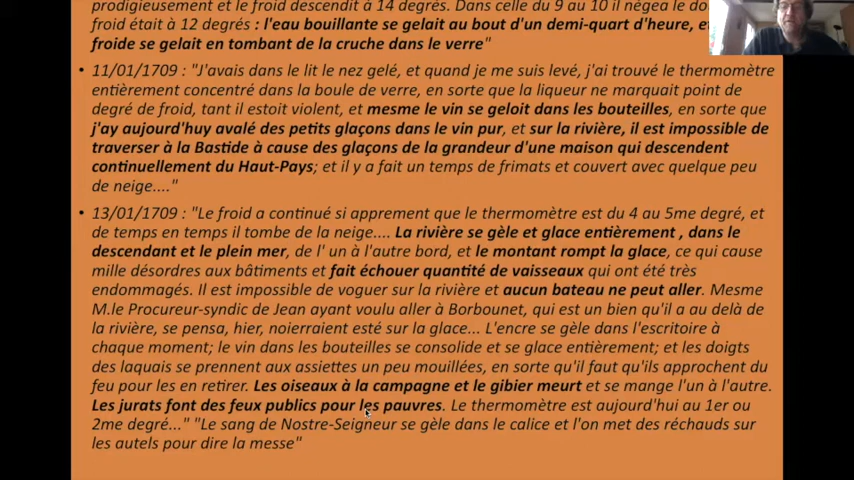 prodigieusement et le froid descendit à 14 degrés. Dans celle du 9 au 10 il négea le do
froid était à 12 degrés : l'eau bouillante se gelait au bout d'un demi-quart d'heure, e
froide se gelait en tombant de la cruche dans le verre"
• 11/01/1709 : "J'avais dans le lit le nez gelé, et quand je me suis levé, j'ai trouvé le thermomètre
entièrement concentré dans la boule de verre, en sorte que la liqueur ne marquait point de
degré de froid, tant il estoit violent, et mesme le vin se geloit dans les bouteilles, en sorte que
j'ay aujourd'huy avalé des petits glaçons dans le vin pur, et sur la rivière, il est impossible de
traverser à la Bastide à cause des glaçons de la grandeur d'une maison qui descendent
continuellement du Haut-Pays; et il y a fait un temps de frimats et couvert avec quelque peu
de neige...."
• 13/01/1709 : "Le froid a continué si apprement que le thermomètre est du 4 au 5me degré, et
de temps en temps il tombe de la neige.... La rivière se gèle et glace entièrement , dans le
descendant et le plein mer, de l' un à l'autre bord, et le montant rompt la glace, ce qui cause
mille désordres aux bâtiments et fait échouer quantité de vaisseaux qui ont été très
endommagés. Il est impossible de voguer sur la rivière et aucun bateau ne peut aller. Mesme
M.le Procureur-syndic de Jean ayant voulu aller à Borbounet, qui est un bien qu'il a au delà de
la rivière, se pensa, hier, noierraient esté sur la glace... L'encre se gèle dans l'escritoire à
chaque moment; le vin dans les bouteilles se consolide et se glace entièrement; et les doigts
des laquais se prennent aux assiettes un peu mouillées, en sorte qu'il faut qu'ils approchent du
feu pour les en retirer. Les oiseaux à la campagne et le gibier meurt et se mange l'un à l'autre.
Les jurats font des feux publics pour les pauvres. Le thermomètre est aujourd'hui au 1er ou
2me degré..." "Le sang de Nostre-Seigneur se gèle dans le calice et l'on met des réchauds sur
les autels pour dire la messe"